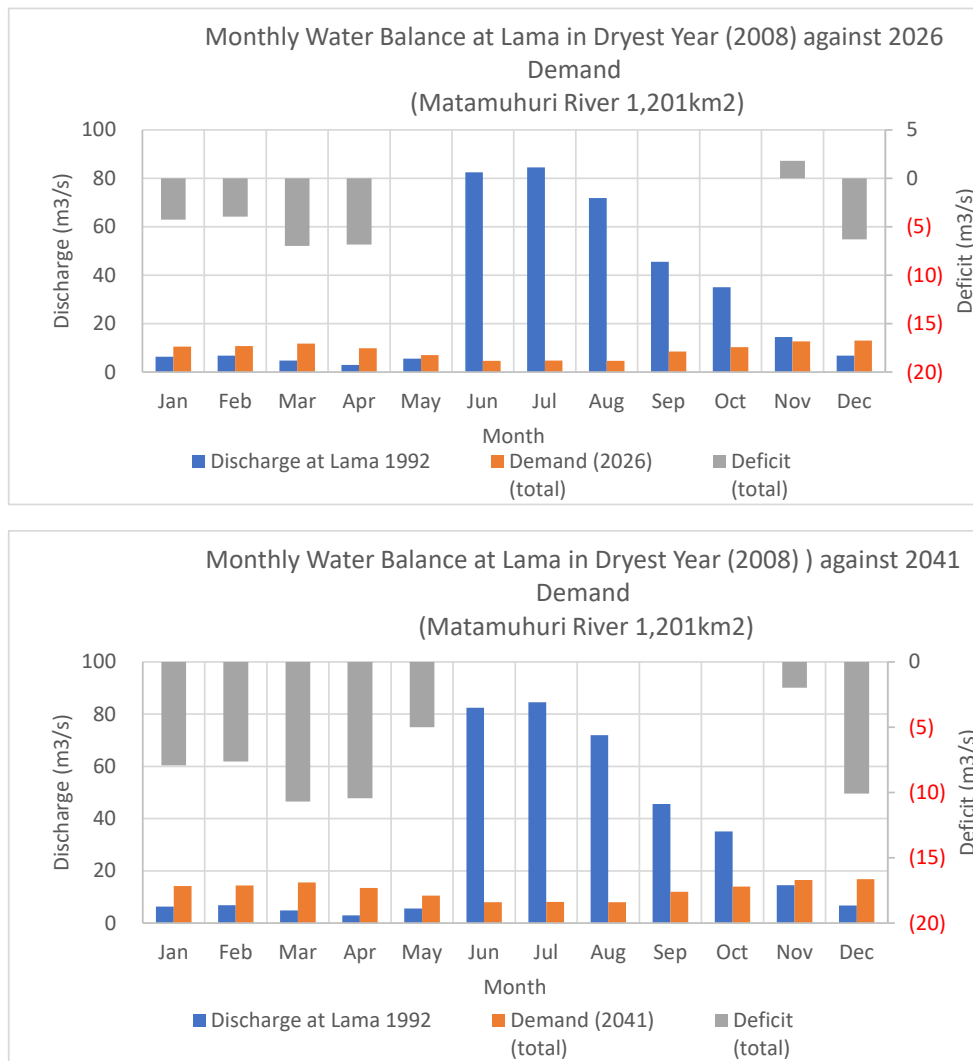 Monthly Water Balance at Lama in Dryest Year (2008) against 2026
Demand
(Matamuhuri River 1,201km2)
100
80
60
40
20
0
Discharge (m3/s)
5
0
(5)
(10)
(15)
(20)
Deficit (m3/s)
Jan Feb Mar Apr May Jun Jul Aug Sep Oct Nov Dec
Month
Discharge at Lama 1992
Demand (2026)
(total)
Deficit
(total)
Monthly Water Balance at Lama in Dryest Year (2008) ) against 2041
Demand
(Matamuhuri River 1,201km2)
100
80
60
40
20
0
Discharge (m3/s)
0
(5)
(10)
(15)
(20)
Deficit (m3/s)
Jan Feb Mar Apr May Jun Jul Aug Sep Oct Nov Dec
Month
Discharge at Lama 1992
Demand (2041)
(total)
Deficit
(total)